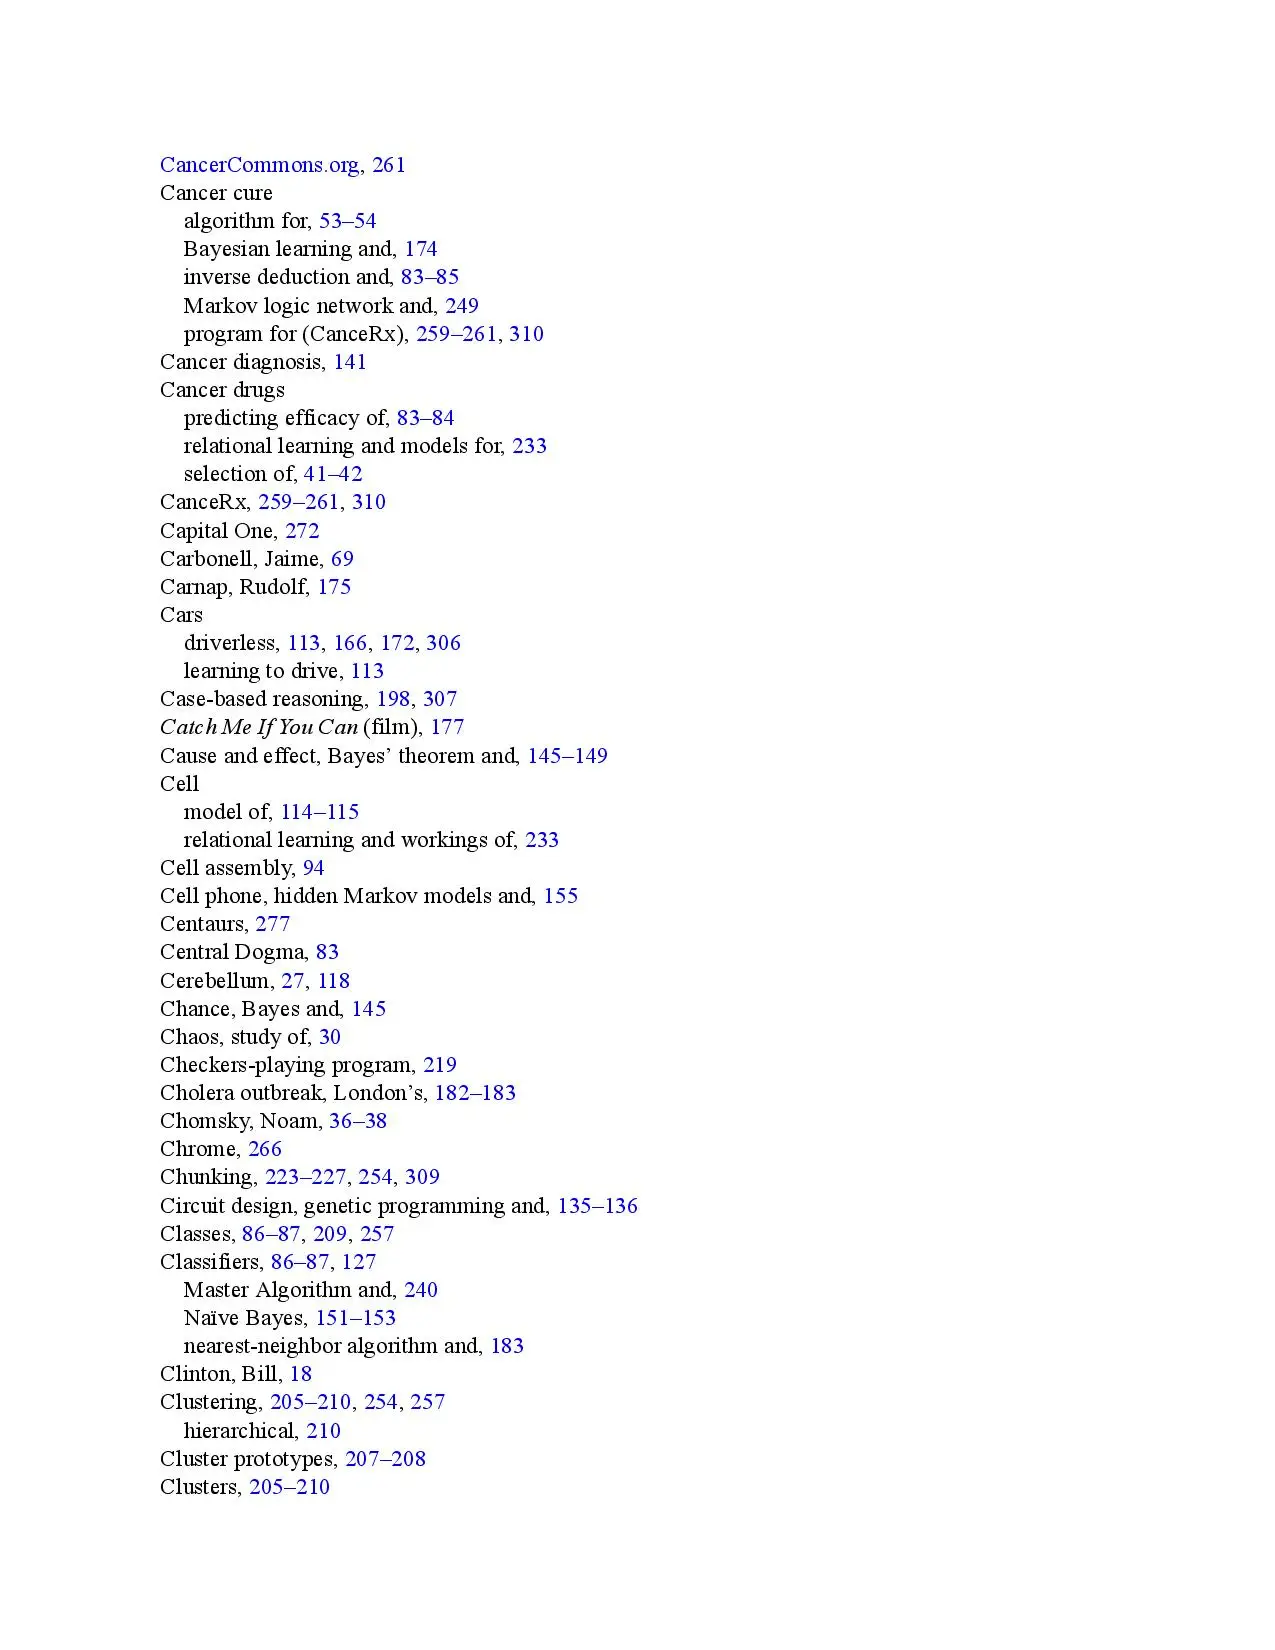 CancerCommons.org, 261
Cancer cure
algorithm for, 53–54
Bayesian learning and, 174
inverse deduction and, 83–85
Markov logic network and, 249
program for (CanceRx), 259–261, 310
Cancer diagnosis, 141
Cancer drugs
predicting efficacy of, 83–84
relational learning and models for, 233
selection of, 41–42
CanceRx, 259–261, 310
Capital One, 272
Carbonell, Jaime, 69
Carnap, Rudolf, 175
Cars
driverless, 113, 166, 172, 306
learning to drive, 113
Case-based reasoning, 198, 307
Catch Me If You Can (film), 177
Cause and effect, Bayes’ theorem and, 145–149
Cell
model of, 114–115
relational learning and workings of, 233
Cell assembly, 94
Cell phone, hidden Markov models and, 155
Centaurs, 277
Central Dogma, 83
Cerebellum, 27, 118
Chance, Bayes and, 145
Chaos, study of, 30
Checkers-playing program, 219
Cholera outbreak, London’s, 182–183
Chomsky, Noam, 36–38
Chrome, 266
Chunking, 223–227, 254, 309
Circuit design, genetic programming and, 135–136
Classes, 86–87, 209, 257
Classifiers, 86–87, 127
Master Algorithm and, 240
Naïve Bayes, 151–153
nearest-neighbor algorithm and, 183
Clinton, Bill, 18
Clustering, 205–210, 254, 257
hierarchical, 210
Cluster prototypes, 207–208
Clusters, 205–210